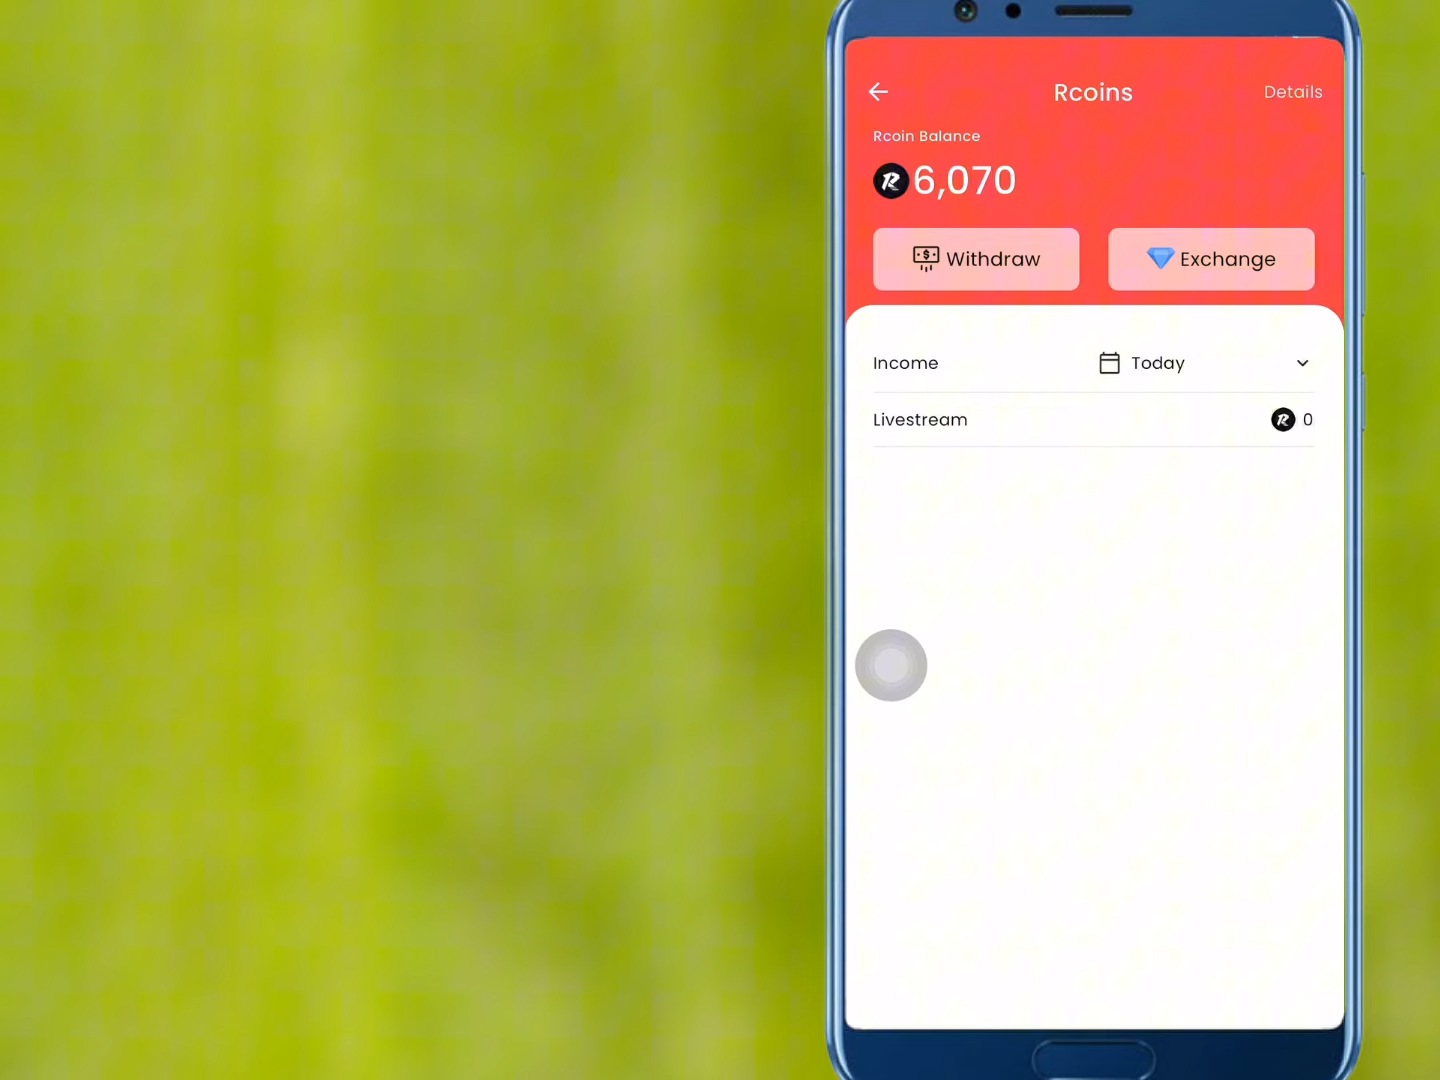 Rcoins
Details
Rcoin Balance
6,070
Withdraw
Exchange
Income
Today
Livestream
0